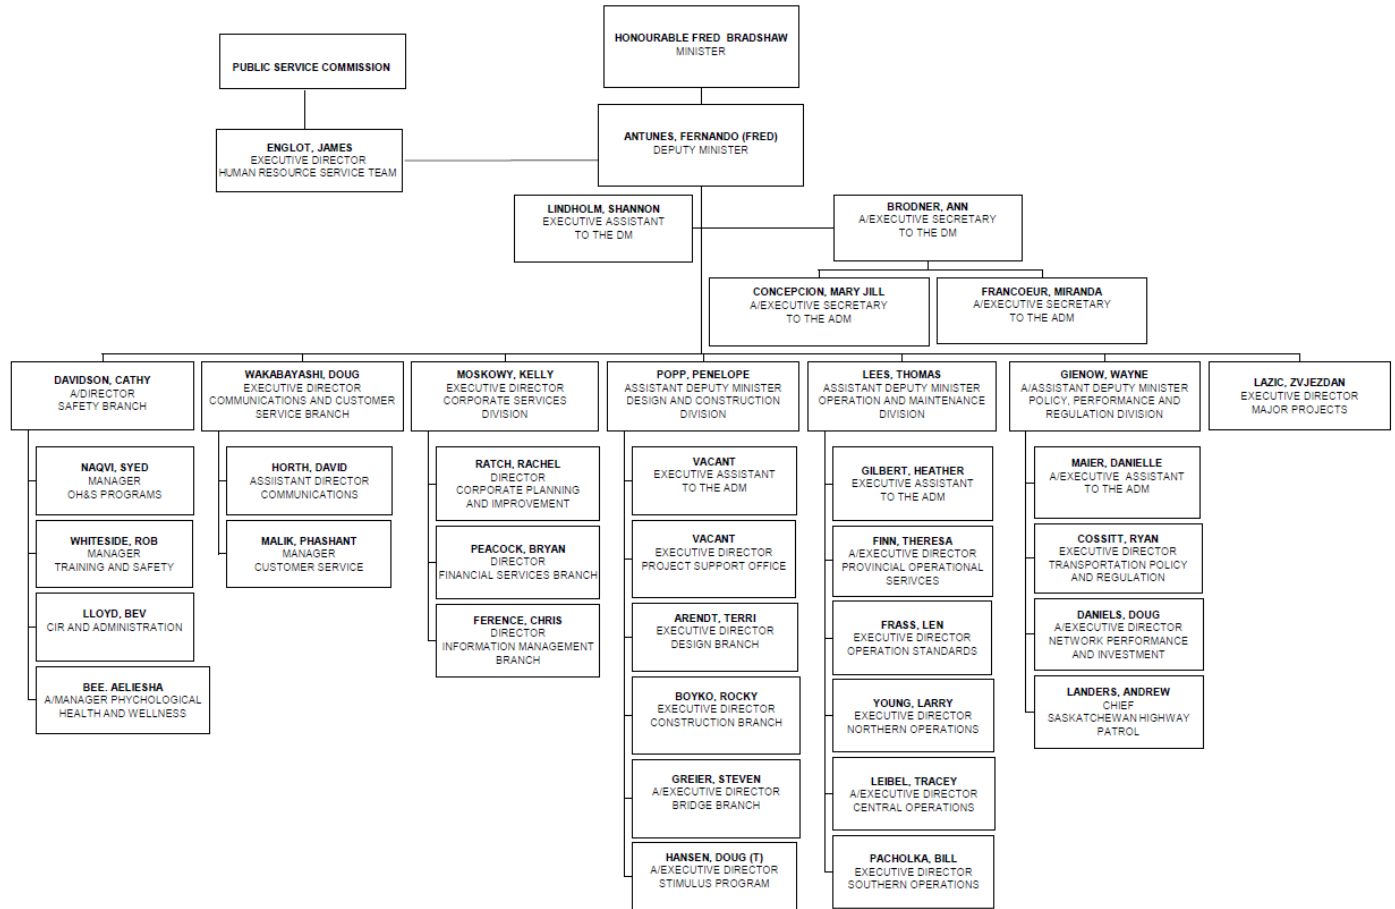 HONOURABLE FRED BRADSHAW
MINISTER
PUBLIC SERVICE COMMISSION
ANTUNES, FERNANDO (FRED)
DEPUTY MINISTER
ENGLOT, JAMES
EXECUTIVE DIRECTOR
HUMAN RESOURCE SERVICE TEAM
LINDHOLM, SHANNON
EXECUTIVE ASSISTANT
TO THE DM
BRODNER, ANN
A/EXECUTIVE SECRETARY
TO THE DM
CONCEPCION, MARY JILL
A/EXECUTIVE SECRETARY
TO THE ADM
FRANCOEUR, MIRANDA
A/EXECUTIVE SECRETARY
TO THE ADM
DAVIDSON, CATHY
A/DIRECTOR
SAFETY BRANCH
WAKABAYASHI, DOUG
EXECUTIVE DIRECTOR
COMMUNICATIONS AND CUSTOMER
SERVICE BRANCH
MOSKOWY, KELLY
EXECUTIVE DIRECTOR
CORPORATE SERVICES
DIVISION
POPP, PENELOPE
ASSISTANT DEPUTY MINISTER
DESIGN AND CONSTRUCTION
DIVISION
LEES, THOMAS
ASSISTANT DEPUTY MINISTER
OPERATION AND MAINTENANCE
DIVISION
GIENOW, WAYNE
A/ASSISTANT DEPUTY MINISTER
POLICY, PERFORMANCE AND
REGULATION DIVISION
LAZIC, ZVJEZDAN
EXECUTIVE DIRECTOR
MAJOR PROJECTS
NAQVI, SYED
MANAGER
OH&S PROGRAMS
WHITESIDE, ROB
MANAGER
TRAINING AND SAFETY
LLOYD, BEV
CIR AND ADMINISTRATION
BEE. AELIESHA
A/MANAGER PHYCHOLOGICAL
HEALTH AND WELLNESS
HORTH, DAVID
ASSIISTANT DIRECTOR
COMMUNICATIONS
MALIK, PHASHANT
MANAGER
CUSTOMER SERVICE
RATCH, RACHEL
DIRECTOR
CORPORATE PLANNING
AND IMPROVEMENT
PEACOCK, BRYAN
DIRECTOR
FINANCIAL SERVICES BRANCH
FERENCE, CHRIS
DIRECTOR
INFORMATION MANAGEMENT
BRANCH
VACANT
EXECUTIVE ASSISTANT
TO THE ADM
VACANT
EXECUTIVE DIRECTOR
PROJECT SUPPORT OFFICE
ARENDT, TERRI
EXECUTIVE DIRECTOR
DESIGN BRANCH
BOYKO, ROCKY
EXECUTIVE DIRECTOR
CONSTRUCTION BRANCH
GREIER, STEVEN
A/EXECUTIVE DIRECTOR
BRIDGE BRANCH
HANSEN, DOUG (T)
A/EXECUTIVE DIRECTOR
STIMULUS PROGRAM
GILBERT, HEATHER
EXECUTIVE ASSISTANT
TO THE ADM
FINN, THERESA
A/EXECUTIVE DIRECTOR
PROVINCIAL OPERATIONAL
SERIVCES
FRASS, LEN
EXECUTIVE DIRECTOR
OPERATION STANDARDS
YOUNG, LARRY
EXECUTIVE DIRECTOR
NORTHERN OPERATIONS
LEIBEL, TRACEY
A/EXECUTIVE DIRECTOR
CENTRAL OPERATIONS
PACHOLKA, BILL
EXECUTIVE DIRECTOR
SOUTHERN OPERATIONS
MAIER, DANIELLE
A/EXECUTIVE ASSISTANT
TO THE ADM
COSSITT, RYAN
EXECUTIVE DIRECTOR
TRANSPORTATION POLICY
AND REGULATION
DANIELS, DOUG
A/EXECUTIVE DIRECTOR
NETWORK PERFORMANCE
AND INVESTMENT
LANDERS, ANDREW
CHIEF
SASKATCHEWAN HIGHWAY
PATROL